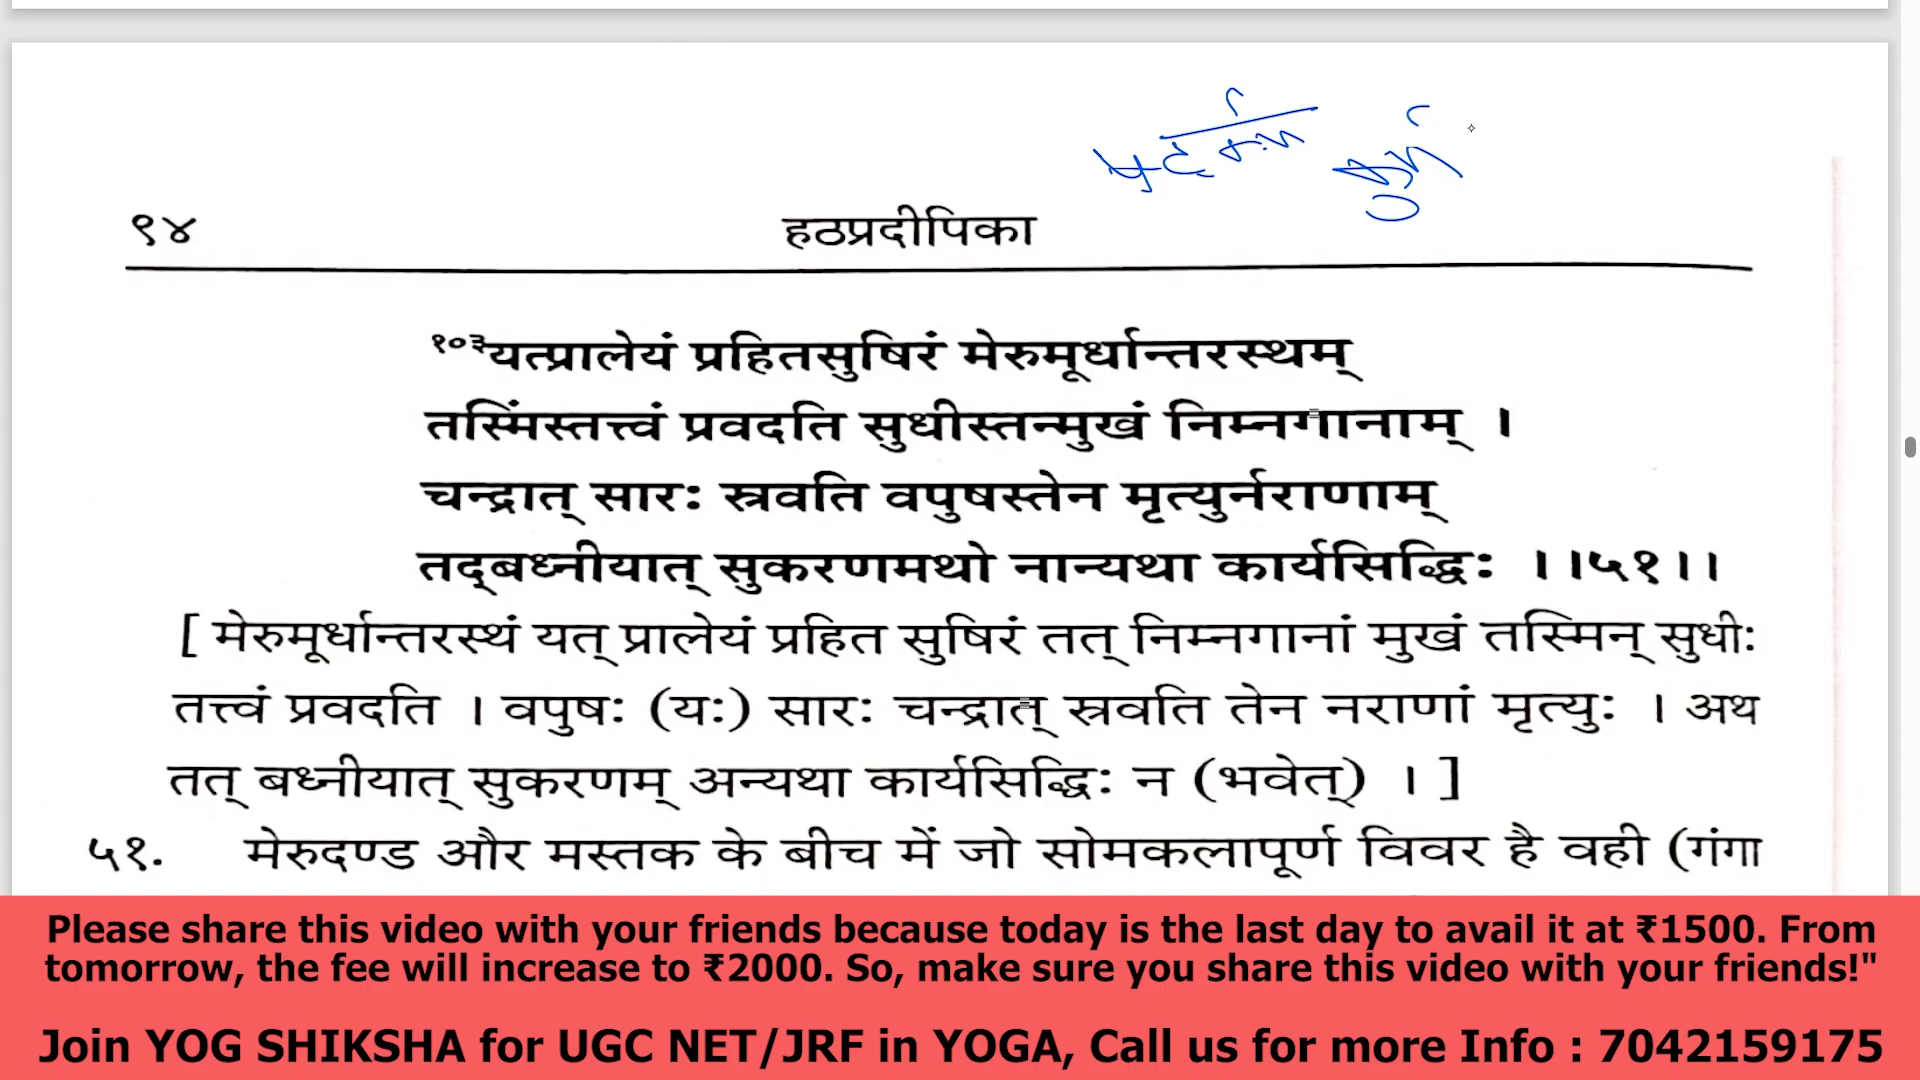 ९४
हठप्रदीपिका
१०३यत्प्रालेयं प्रहितसुषिरं मेरुमूर्धान्तरस्थम्
तस्मिंस्तत्त्वं प्रवदति सुधीस्तन्मुखं निम्नगानाम् ।
चन्द्रात् सारः स्रवति वपुषस्तेन मृत्युर्नराणाम्
तद्बध्नीयात् सुकरणमथो नान्यथा कार्यसिद्धिः ।।५१।।
[ मेरुमूर्धान्तरस्थं यत् प्रालेयं प्रहित सुषिरं तत् निम्नगानां मुखं तस्मिन् सुधीः
तत्त्वं प्रवदति । वपुषः (यः) सारः चन्द्रात् स्रवति तेन नराणां मृत्युः । अथ
तत् बध्नीयात् सुकरणम् अन्यथा कार्यसिद्धिः न (भवेत्) । ]
५१. मेरुदण्ड और मस्तक के बीच में जो सोमकलापूर्ण विवर है वही (गंगा
Please share this video with your friends because today is the last day to avail it at ₹1500. From
tomorrow, the fee will increase to ₹2000. So, make sure you share this video with your friends!"
Join YOG SHIKSHA for UGC NET/JRF in YOGA, Call us for more Info : 7042159175